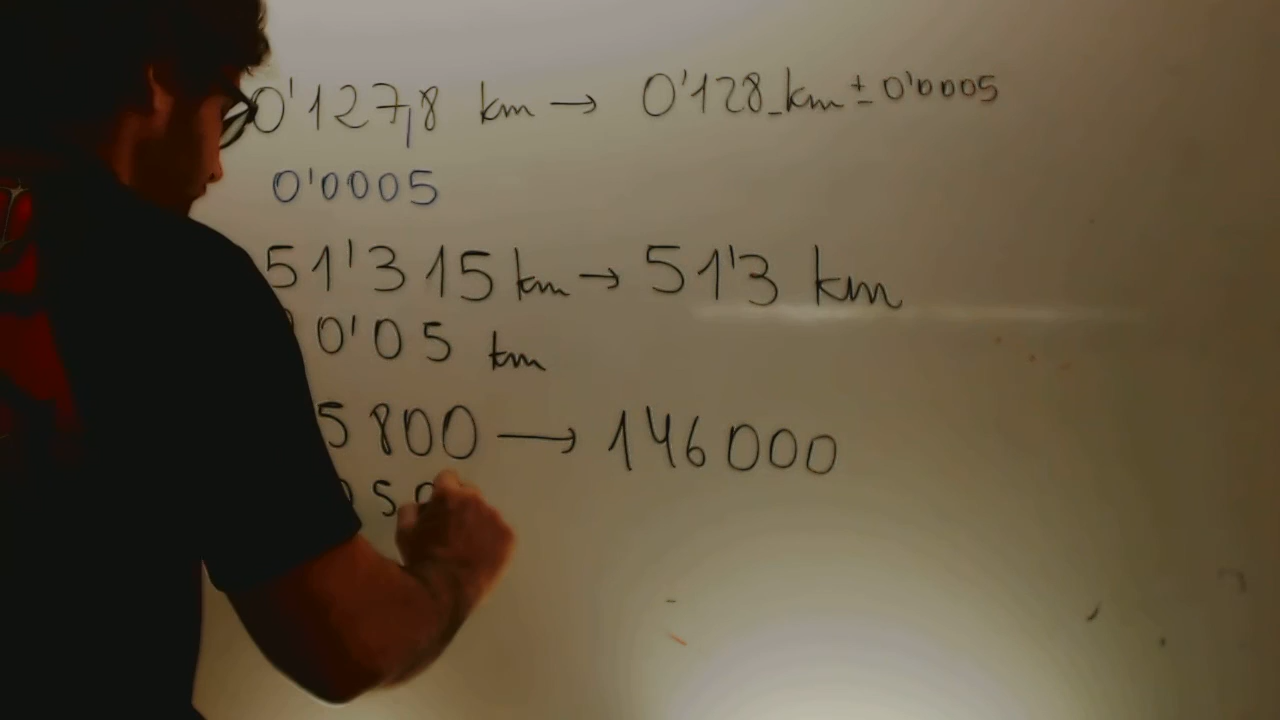 0'127,8 km → 0'128 km ± 0'0005
0'0005
51'315 km → 51'3 km
0'05 km
5800 → 146000
50